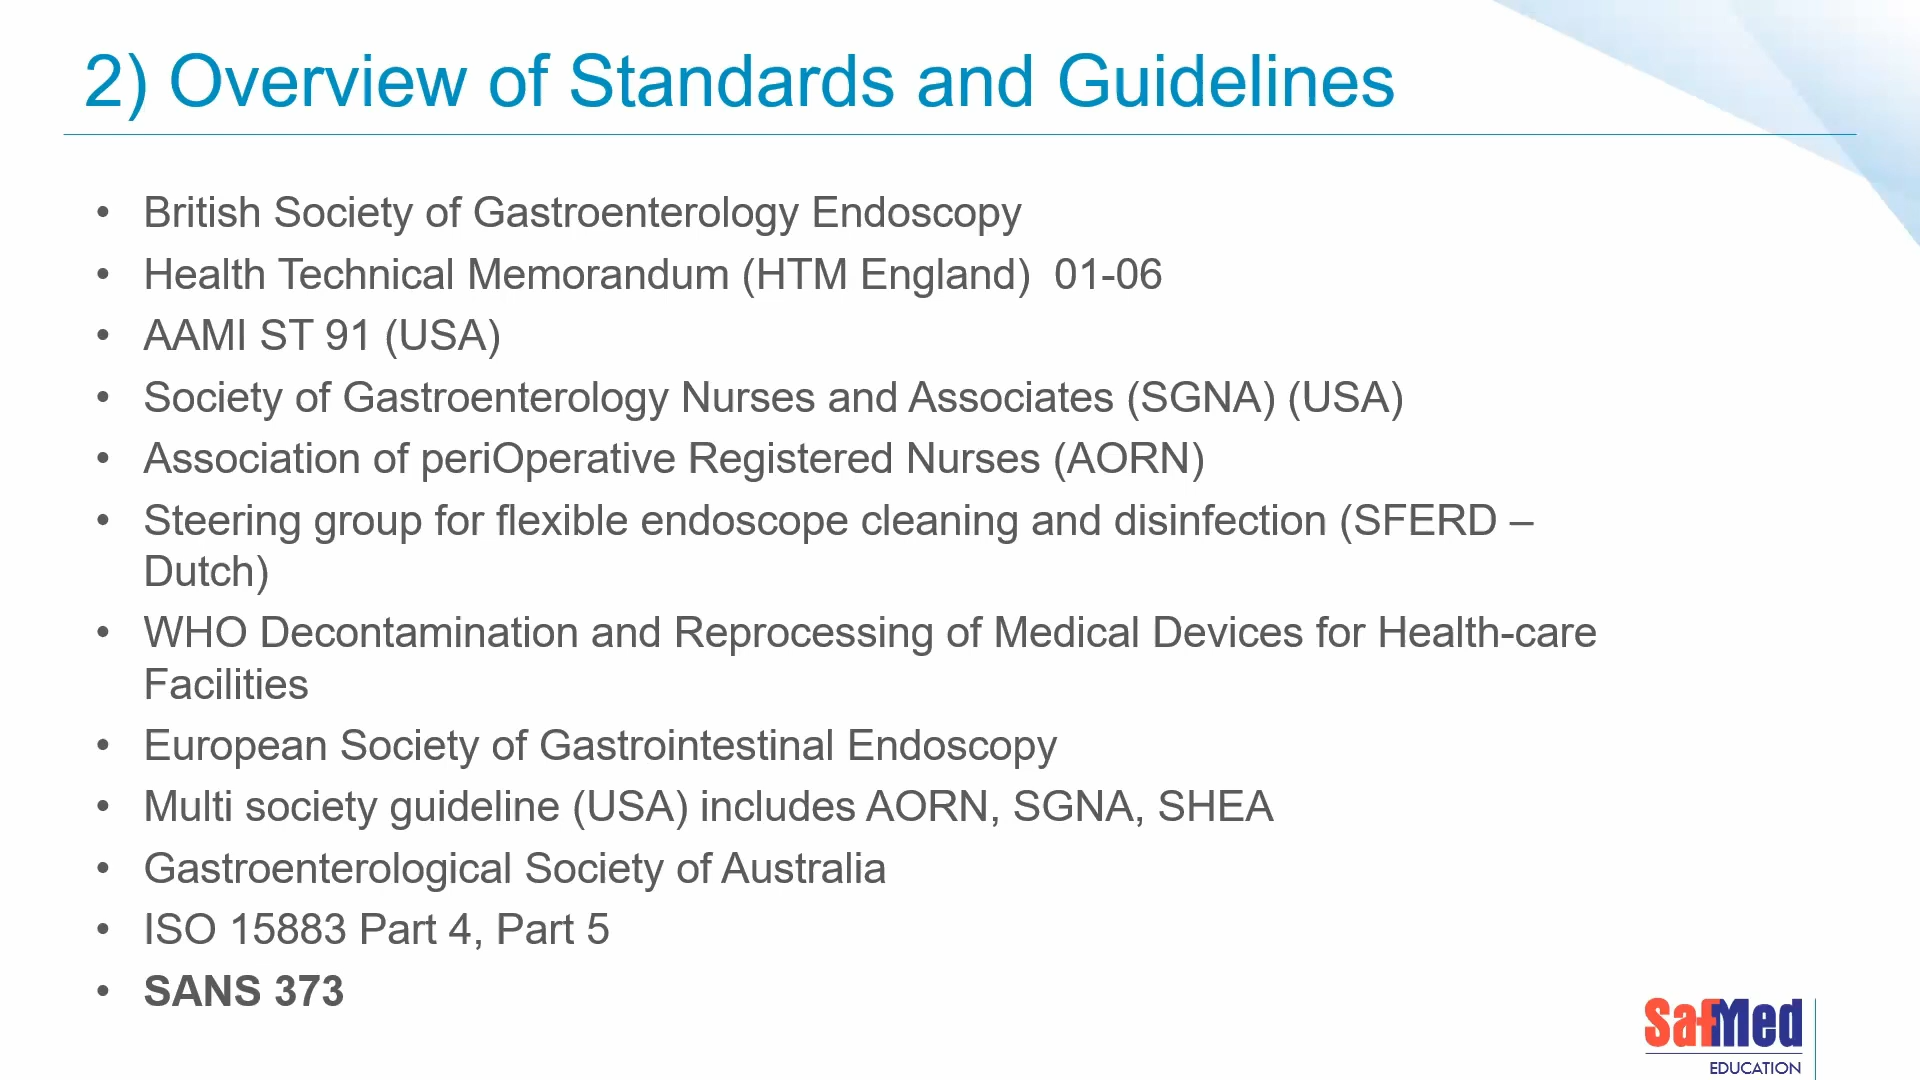 2) Overview of Standards and Guidelines
• British Society of Gastroenterology Endoscopy
• Health Technical Memorandum (HTM England)  01-06
• AAMI ST 91 (USA)
• Society of Gastroenterology Nurses and Associates (SGNA) (USA)
• Association of periOperative Registered Nurses (AORN)
• Steering group for flexible endoscope cleaning and disinfection (SFERD –
Dutch)
• WHO Decontamination and Reprocessing of Medical Devices for Health-care
Facilities
• European Society of Gastrointestinal Endoscopy
• Multi society guideline (USA) includes AORN, SGNA, SHEA
• Gastroenterological Society of Australia
• ISO 15883 Part 4, Part 5
• SANS 373
SafMed
EDUCATION